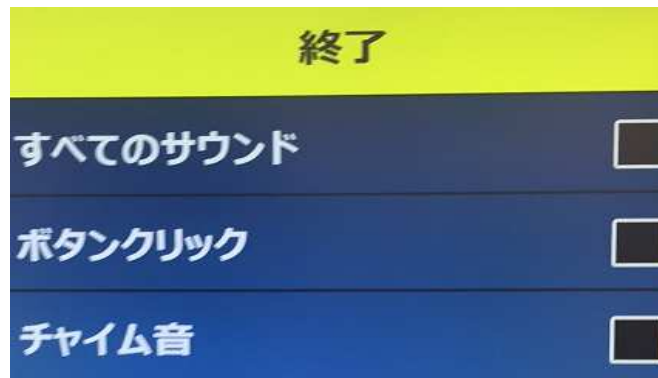 終了
すべてのサウンド
ボタンクリック
チャイム音